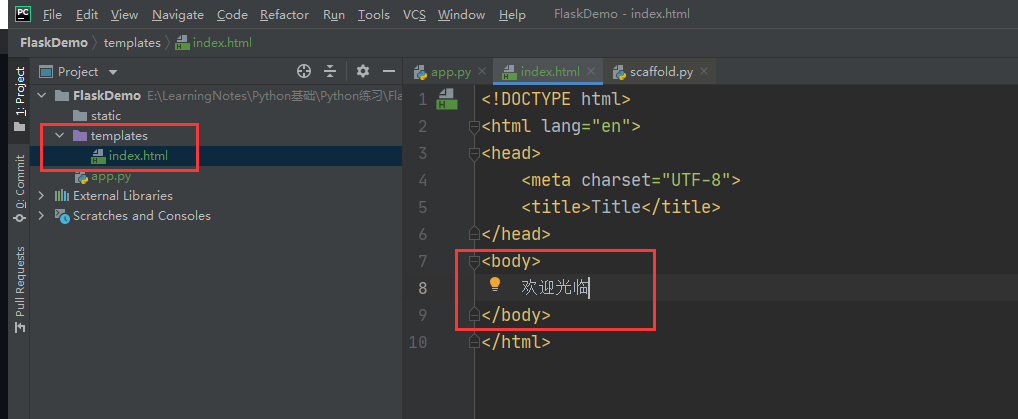 PC File Edit View Navigate Code Refactor Run Tools VCS Window Help FlaskDemo - index.html
FlaskDemo templates index.html
1: Project
0: Commit
Pull Requests
Project
FlaskDemo E:\LearningNotes\Python基础\Python练习\Fla
static
templates
index.html
app.py
External Libraries
Scratches and Consoles
app.py index.html scaffold.py
1 <!DOCTYPE html>
2 <html lang="en">
3 <head>
4 <meta charset="UTF-8">
5 <title>Title</title>
6 </head>
7 <body>
8 欢迎光临
9 </body>
10 </html>